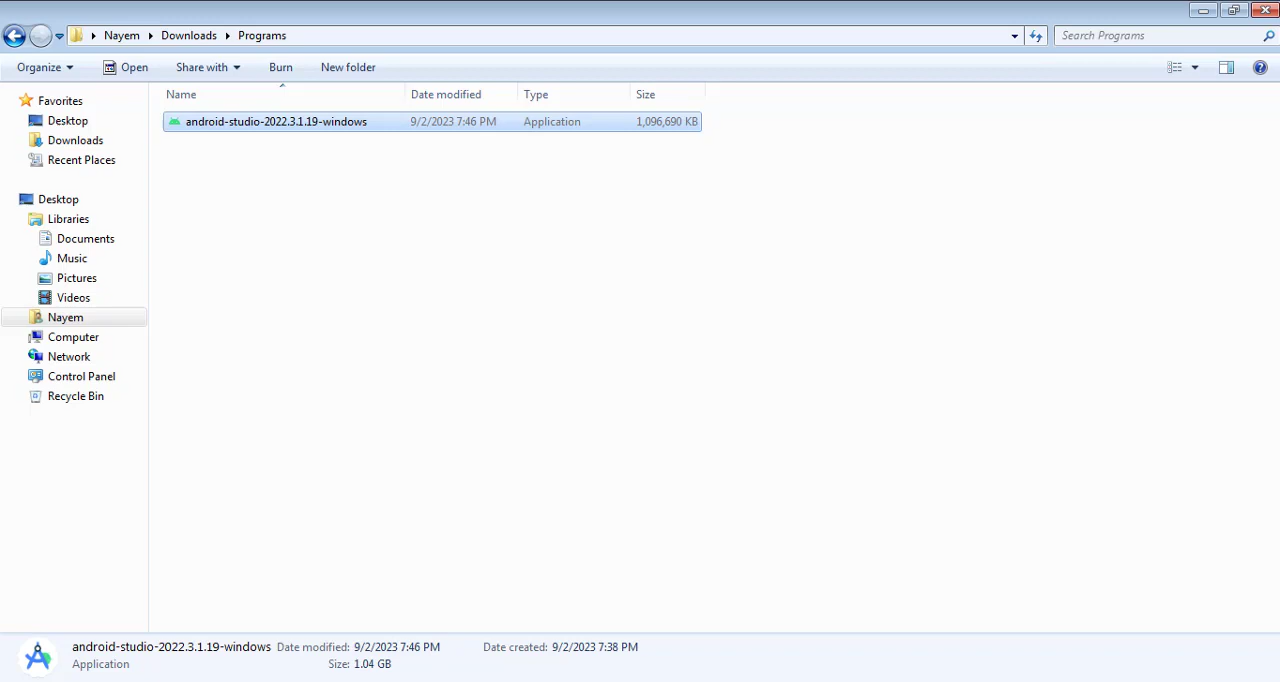 Nayem Downloads Programs
Search Programs
Organize Open Share with Burn New folder
Name Date modified Type Size
android-studio-2022.3.1.19-windows 9/2/2023 7:46 PM Application 1,096,690 KB
Favorites
Desktop
Downloads
Recent Places
Desktop
Libraries
Documents
Music
Pictures
Videos
Nayem
Computer
Network
Control Panel
Recycle Bin
android-studio-2022.3.1.19-windows Date modified: 9/2/2023 7:46 PM Date created: 9/2/2023 7:38 PM
Application Size: 1.04 GB